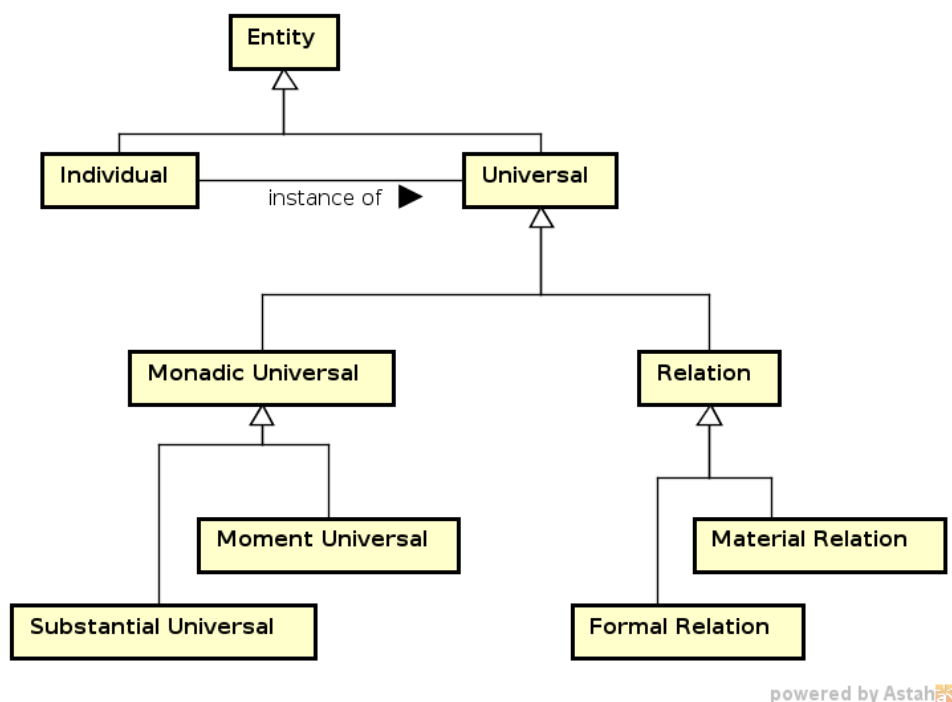 Entity
Individual
Universal
instance of
Monadic Universal
Relation
Moment Universal
Material Relation
Substantial Universal
Formal Relation
powered by Astah